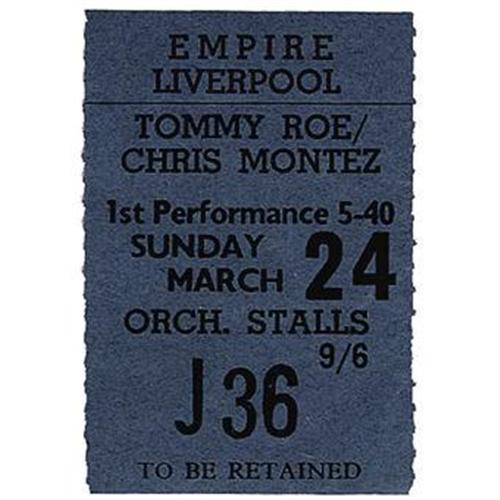 EMPIRE
LIVERPOOL
TOMMY ROE/
CHRIS MONTEZ
1st Performance 5-40
SUNDAY
MARCH 24
ORCH. STALLS
9/6
J 36
TO BE RETAINED